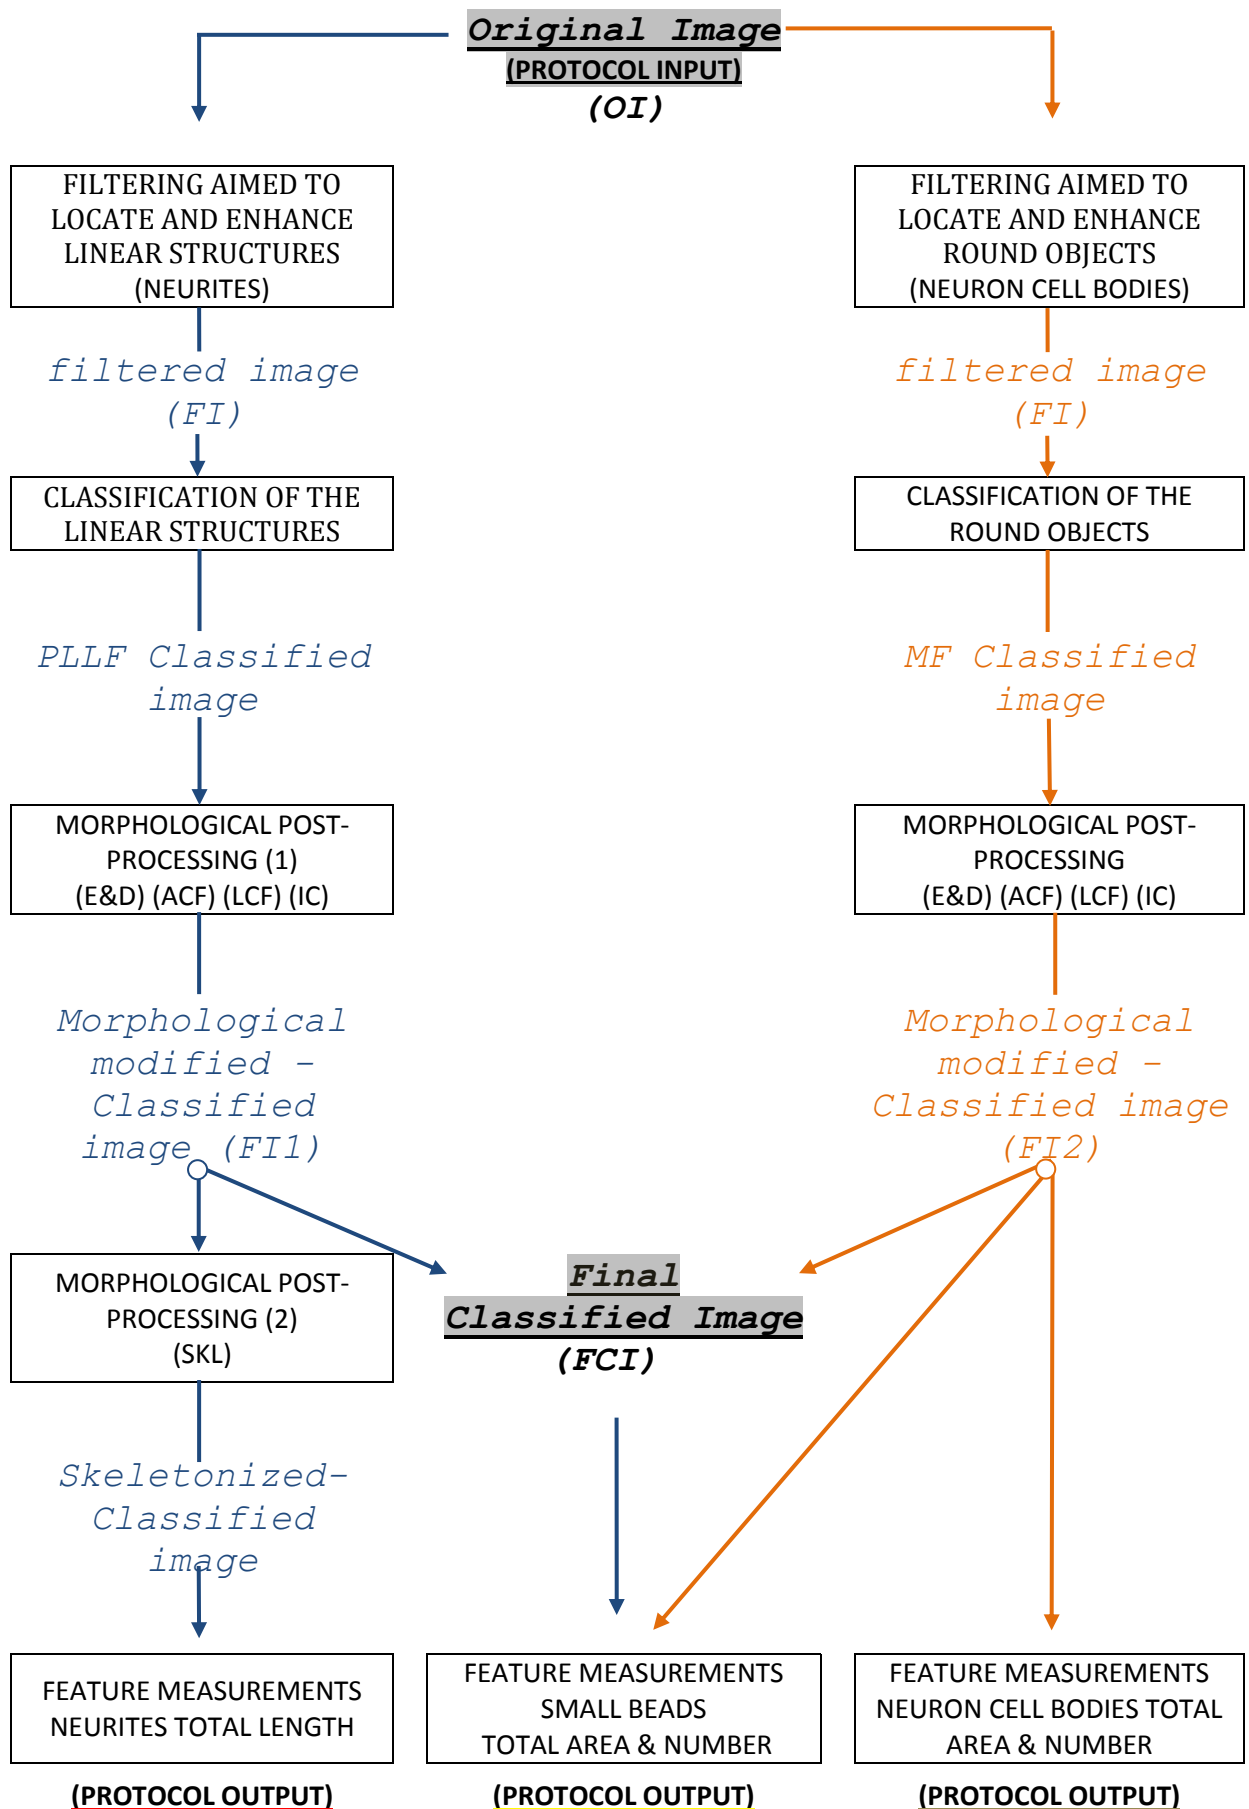 Original Image
(PROTOCOL INPUT)
(OI)
FILTERING AIMED TO
LOCATE AND ENHANCE
LINEAR STRUCTURES
(NEURITES)
FILTERING AIMED TO
LOCATE AND ENHANCE
ROUND OBJECTS
(NEURON CELL BODIES)
filtered image
(FI)
filtered image
(FI)
CLASSIFICATION OF THE
LINEAR STRUCTURES
CLASSIFICATION OF THE
ROUND OBJECTS
PLLF Classified
image
MF Classified
image
MORPHOLOGICAL POST-
PROCESSING (1)
(E&D) (ACF) (LCF) (IC)
MORPHOLOGICAL POST-
PROCESSING
(E&D) (ACF) (LCF) (IC)
Morphological
modified -
Classified
image (FI1)
Morphological
modified -
Classified image
(FI2)
MORPHOLOGICAL POST-
PROCESSING (2)
(SKL)
Final
Classified Image
(FCI)
Skeletonized-
Classified
image
FEATURE MEASUREMENTS
NEURITES TOTAL LENGTH
FEATURE MEASUREMENTS
SMALL BEADS
TOTAL AREA & NUMBER
FEATURE MEASUREMENTS
NEURON CELL BODIES TOTAL
AREA & NUMBER
(PROTOCOL OUTPUT)
(PROTOCOL OUTPUT)
(PROTOCOL OUTPUT)